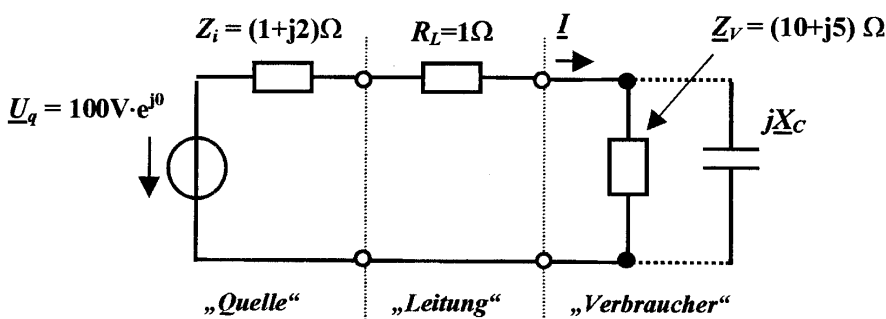 Z_i = (1+j2)Ω
R_L=1Ω
I
Z_V = (10+j5) Ω
U_q = 100V·e^j0
jX_C
„Quelle“
„Leitung“
„Verbraucher“